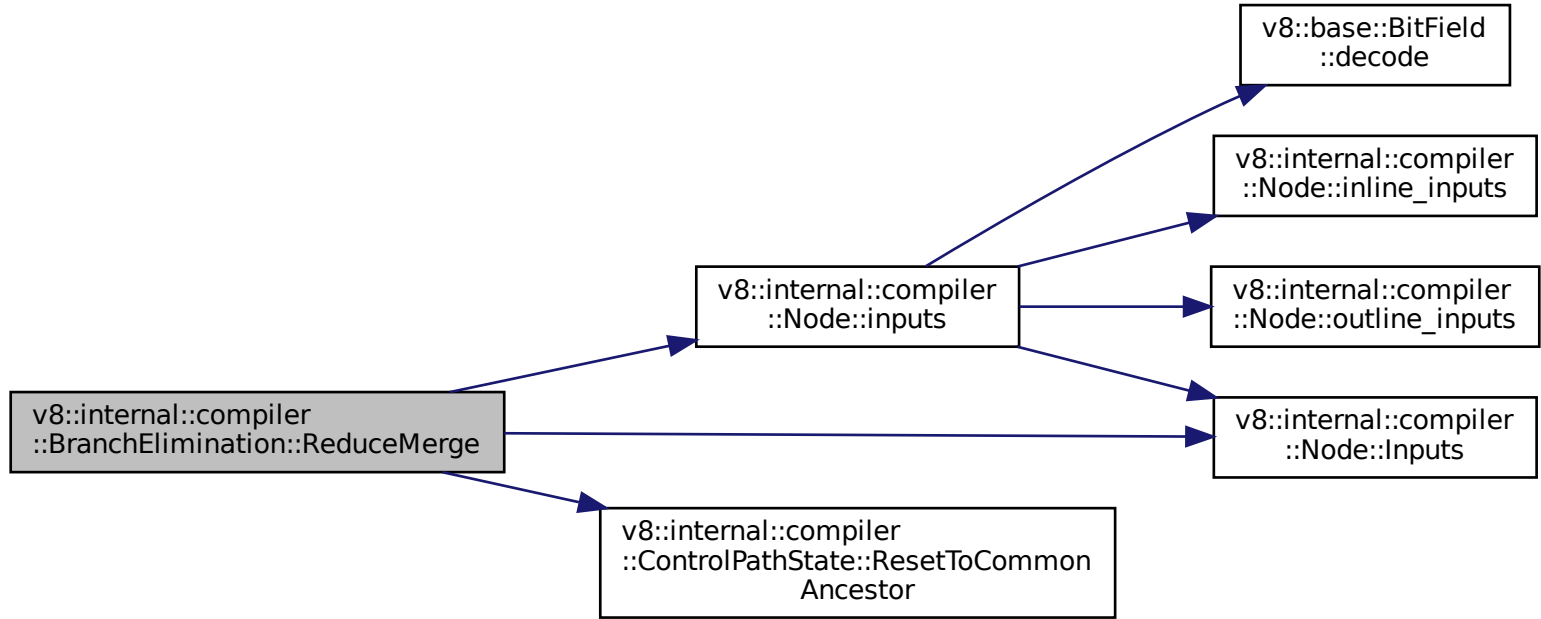 v8::base::BitField
::decode
v8::internal::compiler
::Node::inline_inputs
v8::internal::compiler
::Node::inputs
v8::internal::compiler
::Node::outline_inputs
v8::internal::compiler
::BranchElimination::ReduceMerge
v8::internal::compiler
::Node::Inputs
v8::internal::compiler
::ControlPathState::ResetToCommon
Ancestor